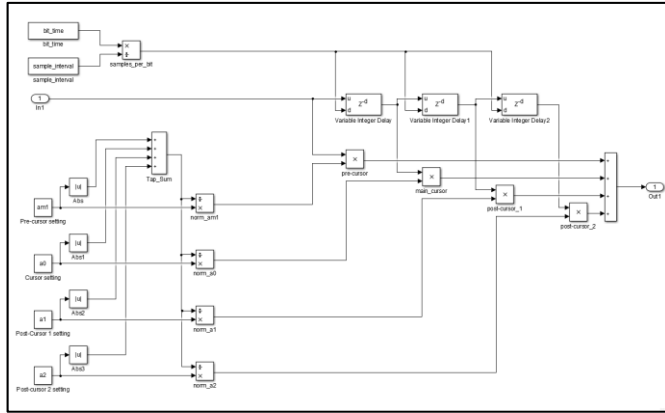 bit_time
bit_time
×
÷
samples_per_bit
sample_interval
sample_interval
1
In1
u
d
Z-d
Variable Integer Delay
u
d
Z-d
Variable Integer Delay1
u
d
Z-d
Variable Integer Delay2
+
+
+
+
Tap_Sum
×
pre-cursor
×
main_cursor
×
post-cursor_1
×
post-cursor_2
+
+
+
+
1
Out1
|u|
Abs
am1
Pre-cursor setting
÷
×
norm_am1
|u|
Abs1
a0
Cursor setting
÷
×
norm_a0
|u|
Abs2
a1
Post-Cursor 1 setting
÷
×
norm_a1
|u|
Abs3
a2
Post-cursor 2 setting
÷
×
norm_a2